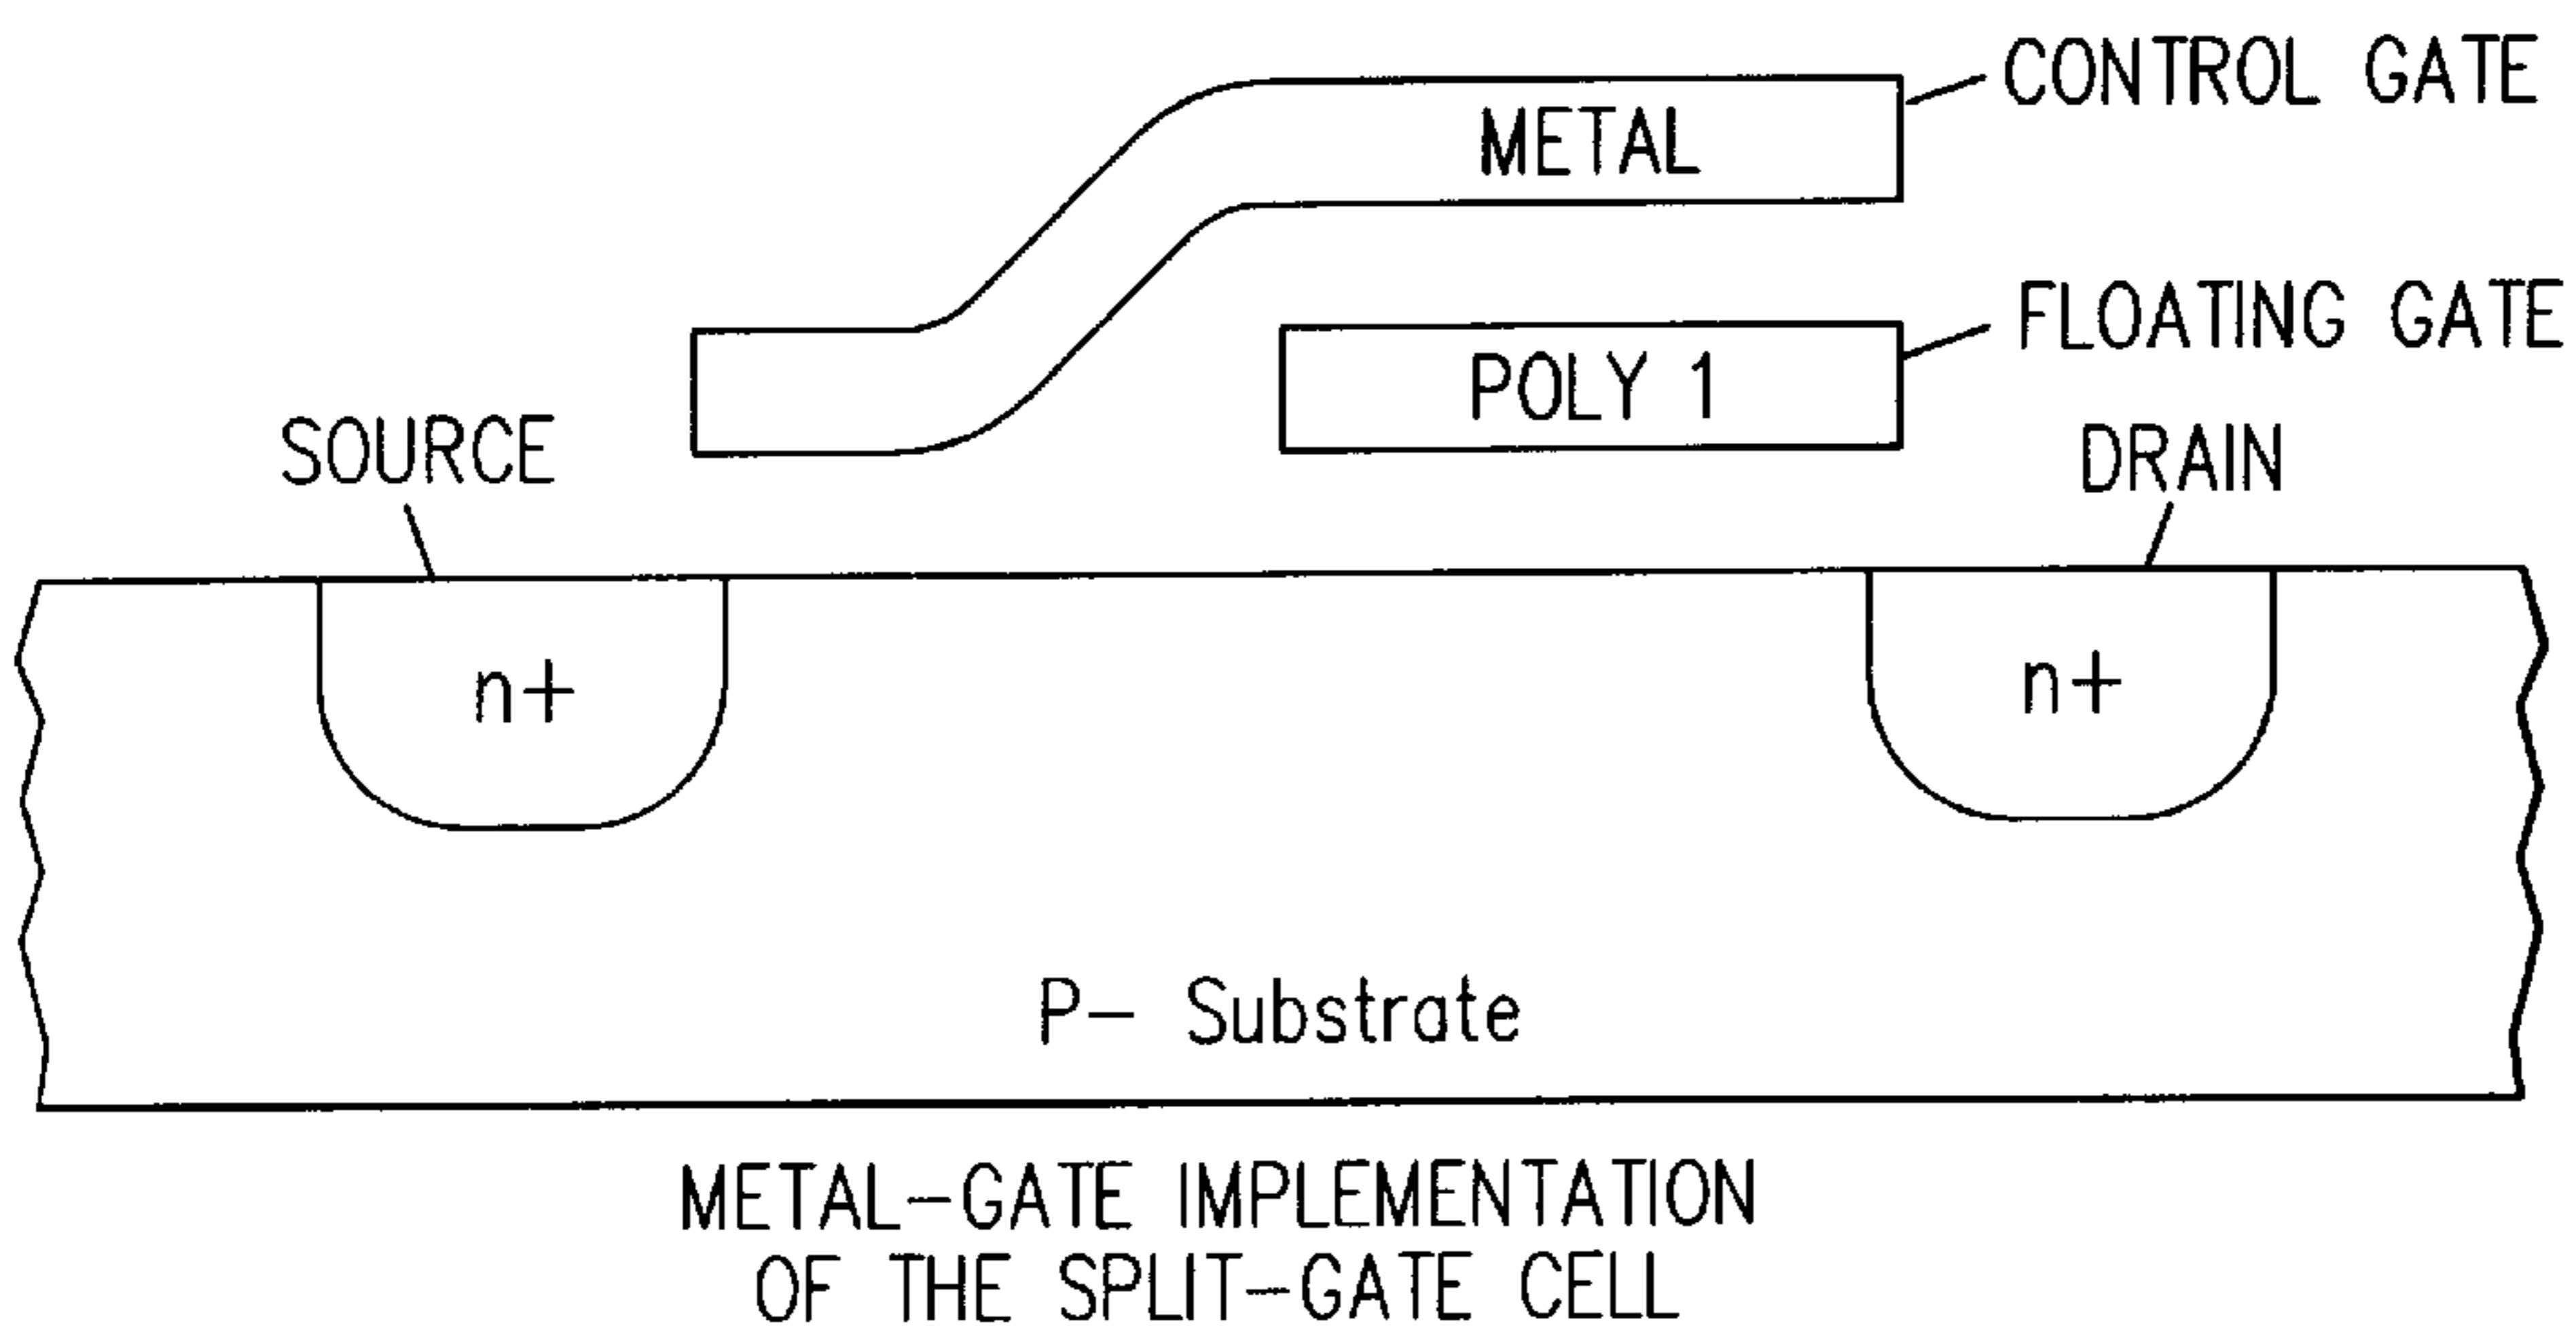 CONTROL GATE
METAL
FLOATING GATE
POLY 1
SOURCE
DRAIN
n+
n+
P- Substrate
METAL-GATE IMPLEMENTATION
OF THE SPLIT-GATE CELL